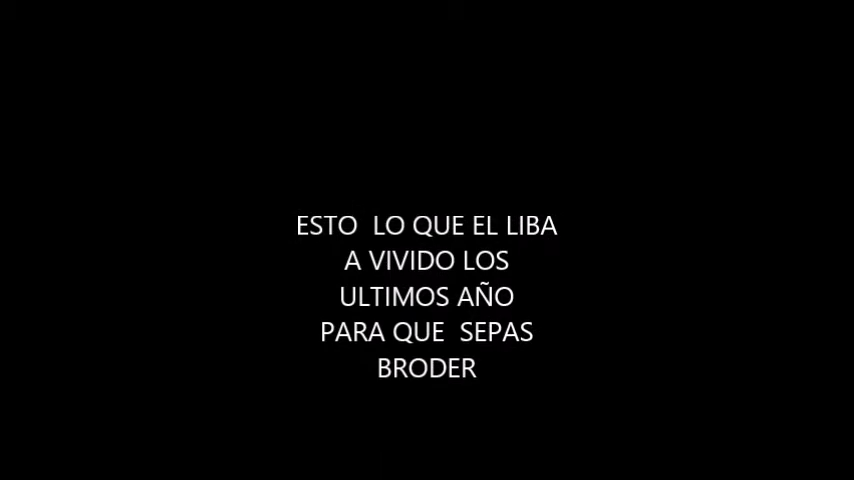 ESTO  LO QUE EL LIBA
A VIVIDO LOS
ULTIMOS AÑO
PARA QUE  SEPAS
BRODER